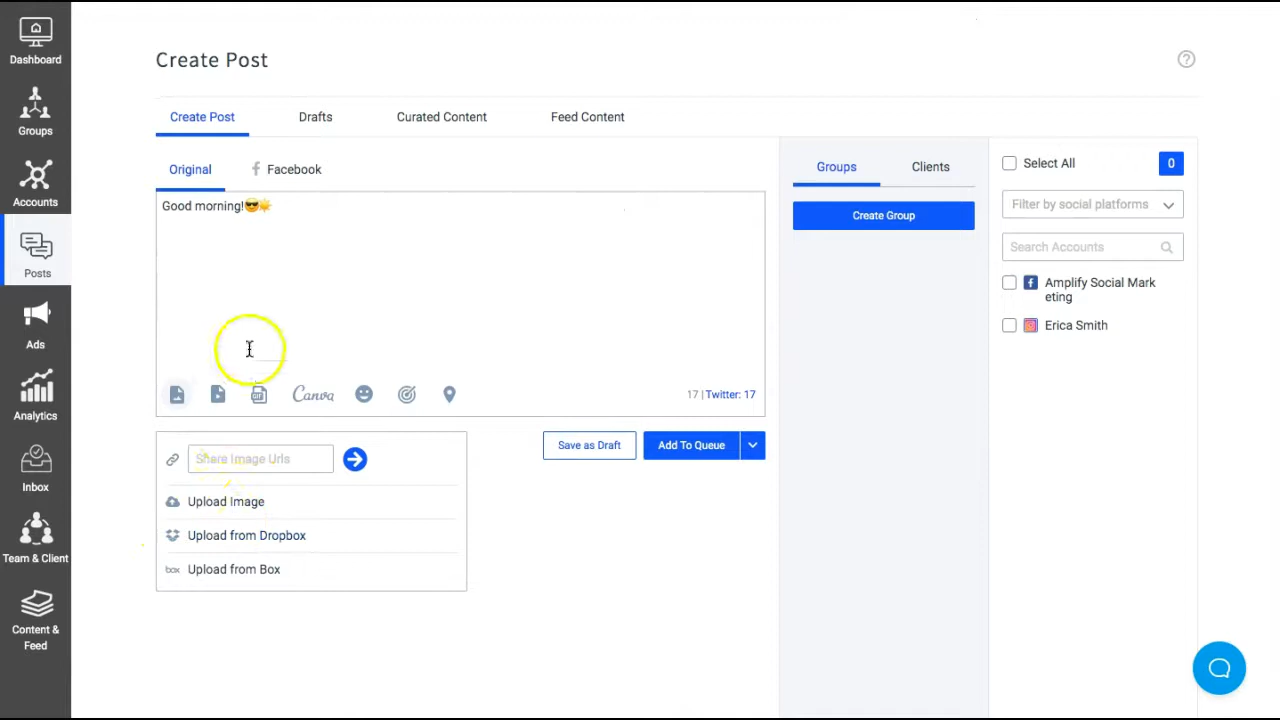 Dashboard
Groups
Accounts
Posts
Ads
Analytics
Inbox
Team & Client
Content &
Feed
Create Post
Create Post
Drafts
Curated Content
Feed Content
Original
Facebook
Good morning!😎☀️
GIF
Canva
17 | Twitter: 17
Share Image Urls
Upload Image
Upload from Dropbox
box Upload from Box
Save as Draft
Add To Queue
Groups
Clients
Create Group
Select All
0
Filter by social platforms
Search Accounts
Amplify Social Mark
eting
Erica Smith